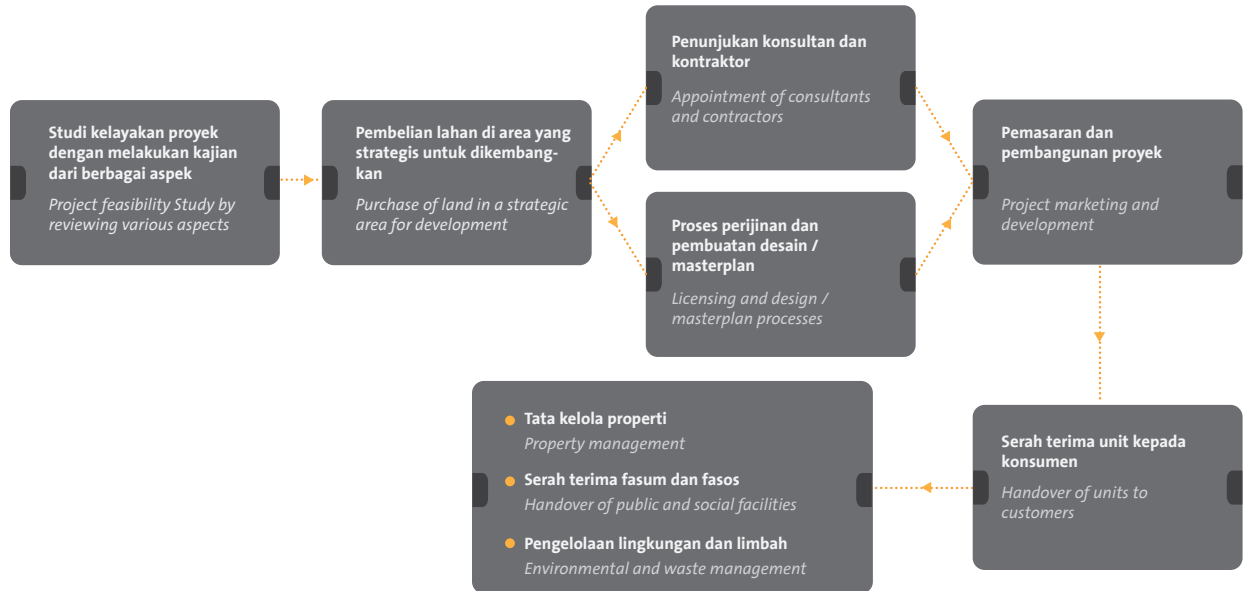 Studi kelayakan proyek
dengan melakukan kajian
dari berbagai aspek
Project feasibility Study by
reviewing various aspects
Pembelian lahan di area yang
strategis untuk dikembang-
kan
Purchase of land in a strategic
area for development
Penunjukan konsultan dan
kontraktor
Appointment of consultants
and contractors
Proses perijinan dan
pembuatan desain /
masterplan
Licensing and design /
masterplan processes
Pemasaran dan
pembangunan proyek
Project marketing and
development
Serah terima unit kepada
konsumen
Handover of units to
customers
Tata kelola properti
Property management
Serah terima fasum dan fasos
Handover of public and social facilities
Pengelolaan lingkungan dan limbah
Environmental and waste management